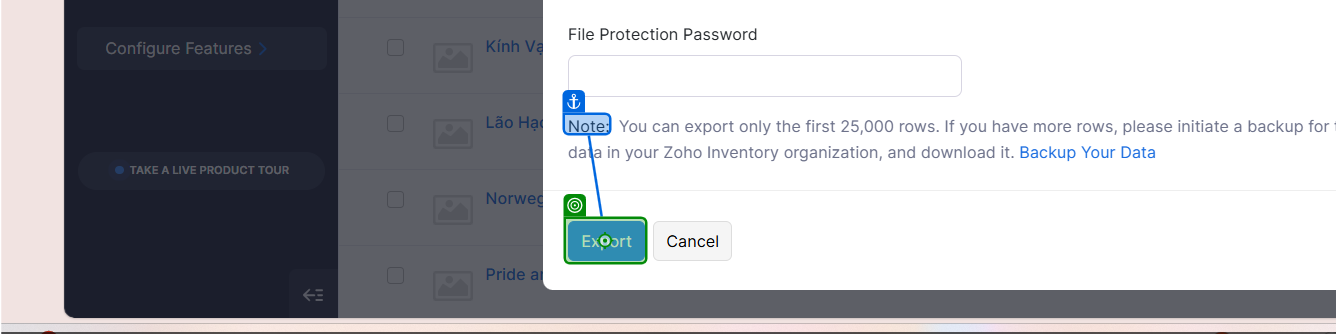 File Protection Password
Configure Features
Kính Vạ
Lão Hạc
Note: You can export only the first 25,000 rows. If you have more rows, please initiate a backup for
data in your Zoho Inventory organization, and download it. Backup Your Data
TAKE A LIVE PRODUCT TOUR
Norweg
Export
Cancel
Pride an